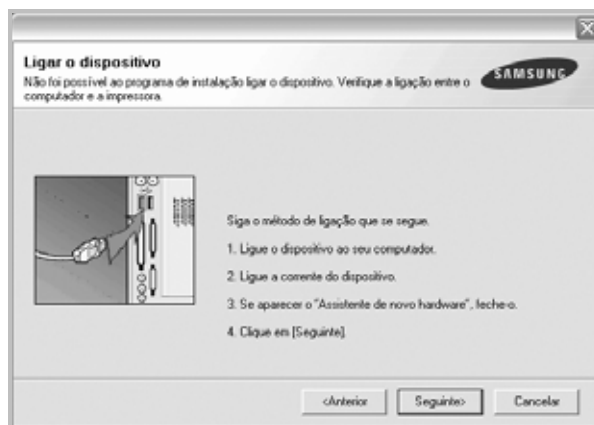 Ligar o dispositivo
Não foi possível ao programa de instalação ligar o dispositivo. Verifique a ligação entre o
computador e a impressora.
SAMSUNG
Siga o método de ligação que se segue.
1. Ligue o dispositivo ao seu computador.
2. Ligue a corrente do dispositivo.
3. Se aparecer o "Assistente de novo hardware", feche-o.
4. Clique em [Seguinte].
<Anterior
Seguinte>
Cancelar